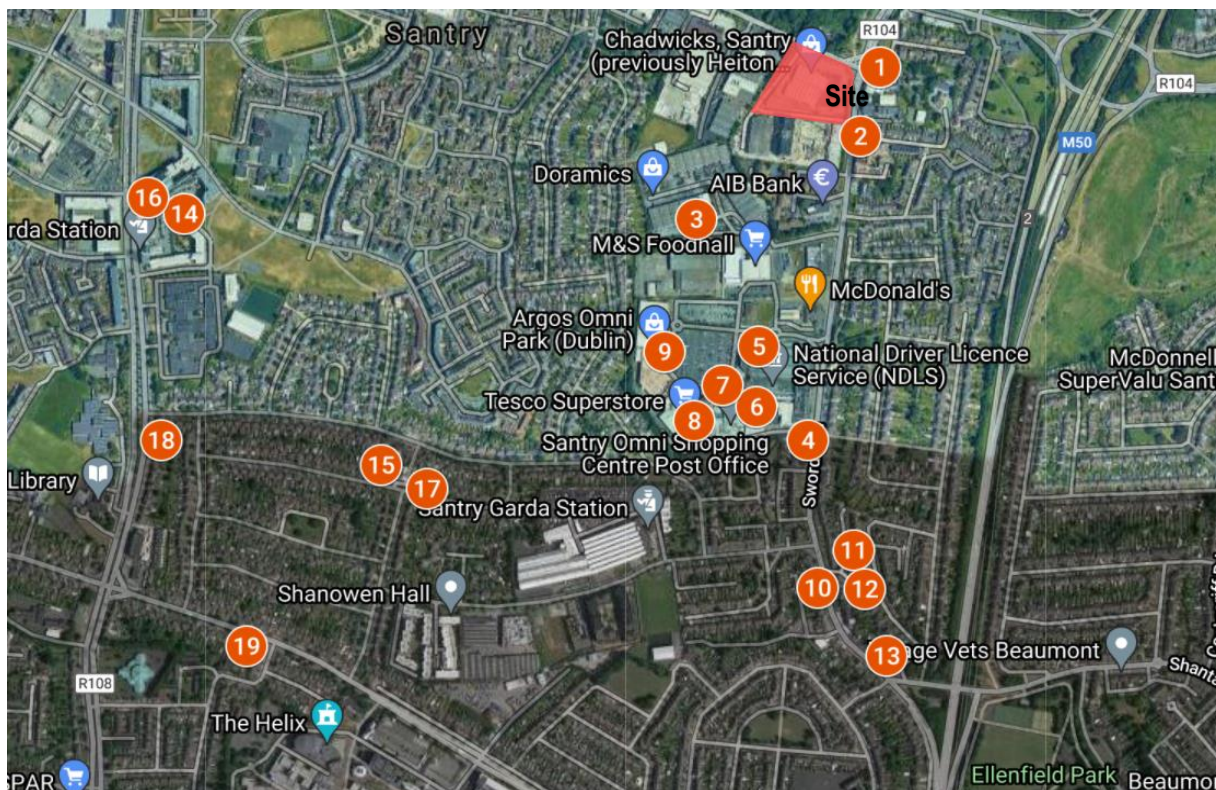 Santry
Chadwicks, Santry
(previously Heiton ...
R104
1
R104
Site
2
M50
Doramics
AIB Bank
€
16
14
rda Station
3
M&S Foodhall
2
McDonald's
Argos Omni
Park (Dublin)
5
9
National Driver Licence
Service (NDLS)
McDonnell
SuperValu Sant
7
Tesco Superstore
6
8
Santry Omni Shopping
Centre Post Office
4
18
15
Library
17
Santry Garda Station
Swords
11
Shanowen Hall
10
12
19
13
age Vets Beaumont
Shanta
R108
The Helix
SPAR
Ellenfield Park
Beaumon